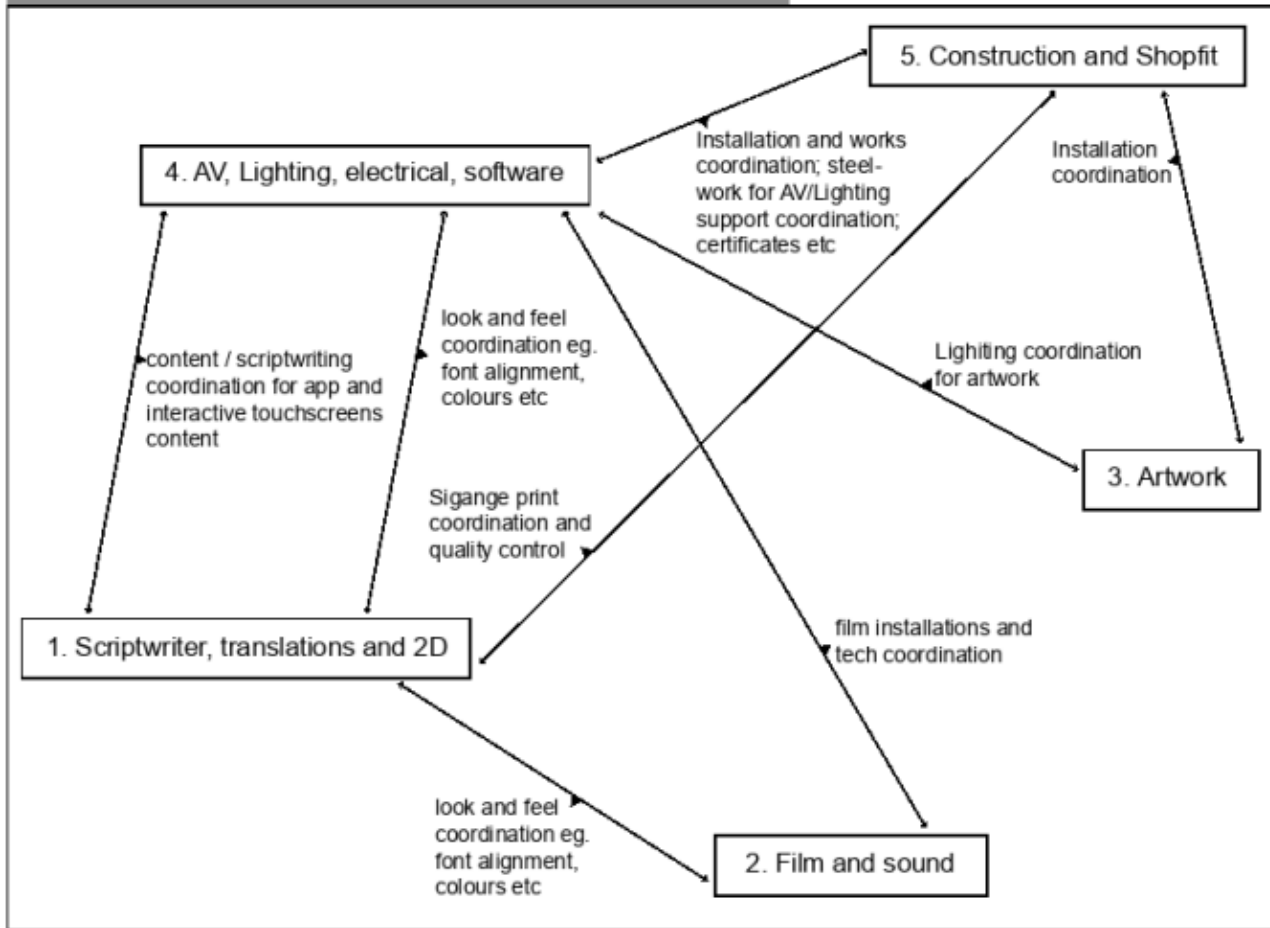 5. Construction and Shopfit
4. AV, Lighting, electrical, software
Installation and works
coordination; steel-
work for AV/Lighting
support coordination;
certificates etc
Installation
coordination
look and feel
coordination eg.
font alignment,
colours etc
content / scriptwriting
coordination for app and
interactive touchscreens
content
Lighiting coordination
for artwork
3. Artwork
Sigange print
coordination and
quality control
1. Scriptwriter, translations and 2D
film installations and
tech coordination
look and feel
coordination eg.
font alignment,
colours etc
2. Film and sound